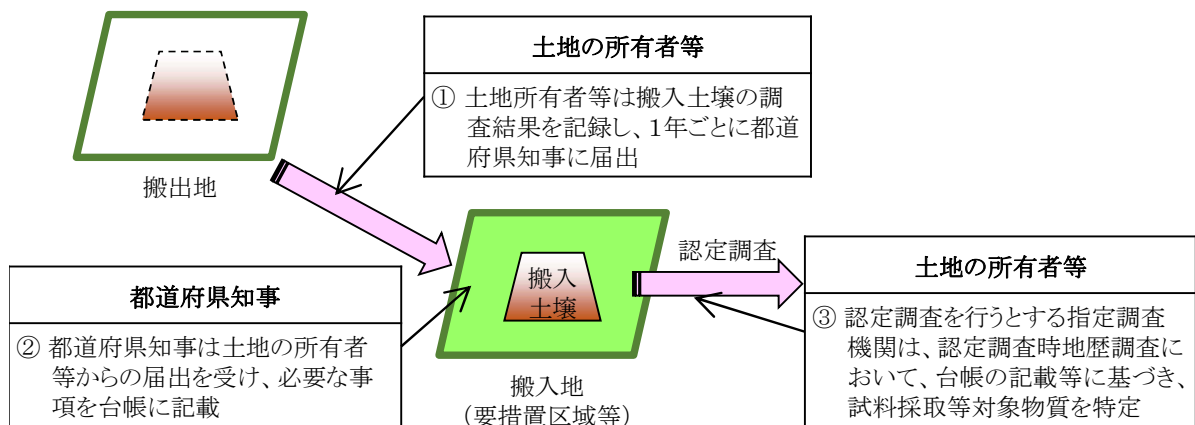 土地の所有者等
① 土地所有者等は搬入土壌の調
査結果を記録し、1年ごとに都道
府県知事に届出
搬出地
都道府県知事
② 都道府県知事は土地の所有者
等からの届出を受け、必要な事
項を台帳に記載
搬入
土壌
搬入地
(要措置区域等)
認定調査
土地の所有者等
③ 認定調査を行うとする指定調査
機関は、認定調査時地歴調査に
おいて、台帳の記載等に基づき、
試料採取等対象物質を特定